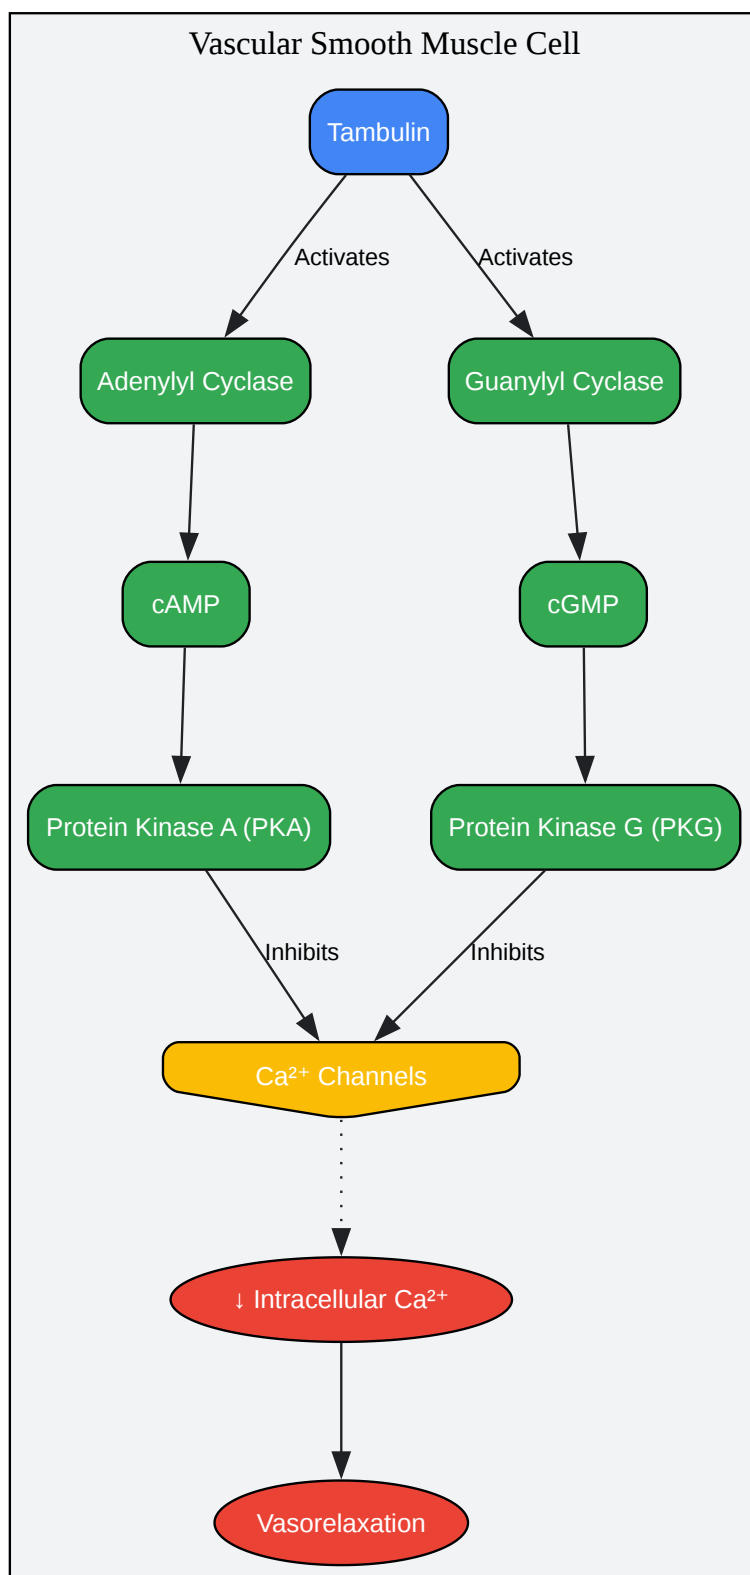 Vascular Smooth Muscle Cell
Tambulin
Activates
Activates
Adenylyl Cyclase
Guanylyl Cyclase
cAMP
cGMP
Protein Kinase A (PKA)
Protein Kinase G (PKG)
Inhibits
Inhibits
Ca²⁺ Channels
↓ Intracellular Ca²⁺
Vasorelaxation